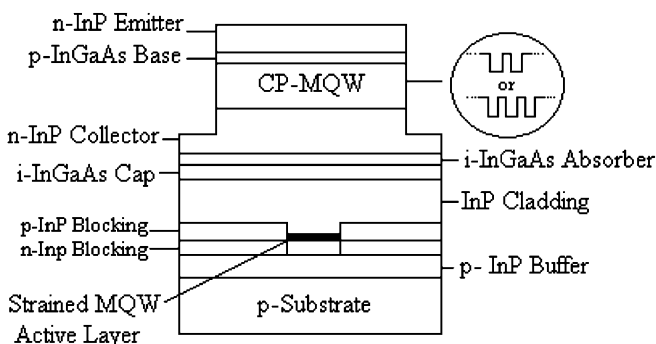 n-InP Emitter
p-InGaAs Base
CP-MQW
or
n-InP Collector
i-InGaAs Absorber
i-InGaAs Cap
InP Cladding
p-InP Blocking
n-Inp Blocking
p- InP Buffer
Strained MQW
Active Layer
p-Substrate